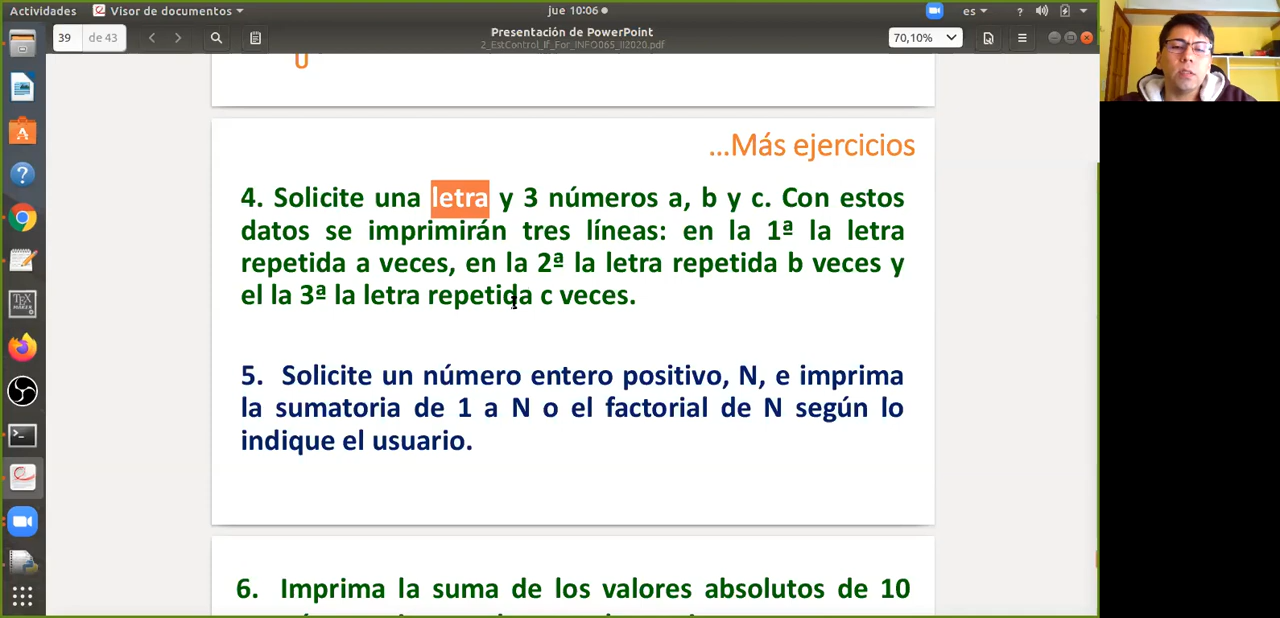 Actividades Visor de documentos jue 10:06 es ?
39 de 43 Presentación de PowerPoint 70,10%
2_EstControl_If_For_INFO065_II2020.pdf
...Más ejercicios
4. Solicite una letra y 3 números a, b y c. Con estos
datos se imprimirán tres líneas: en la 1ª la letra
repetida a veces, en la 2ª la letra repetida b veces y
el la 3ª la letra repetida c veces.
5. Solicite un número entero positivo, N, e imprima
la sumatoria de 1 a N o el factorial de N según lo
indique el usuario.
6. Imprima la suma de los valores absolutos de 10